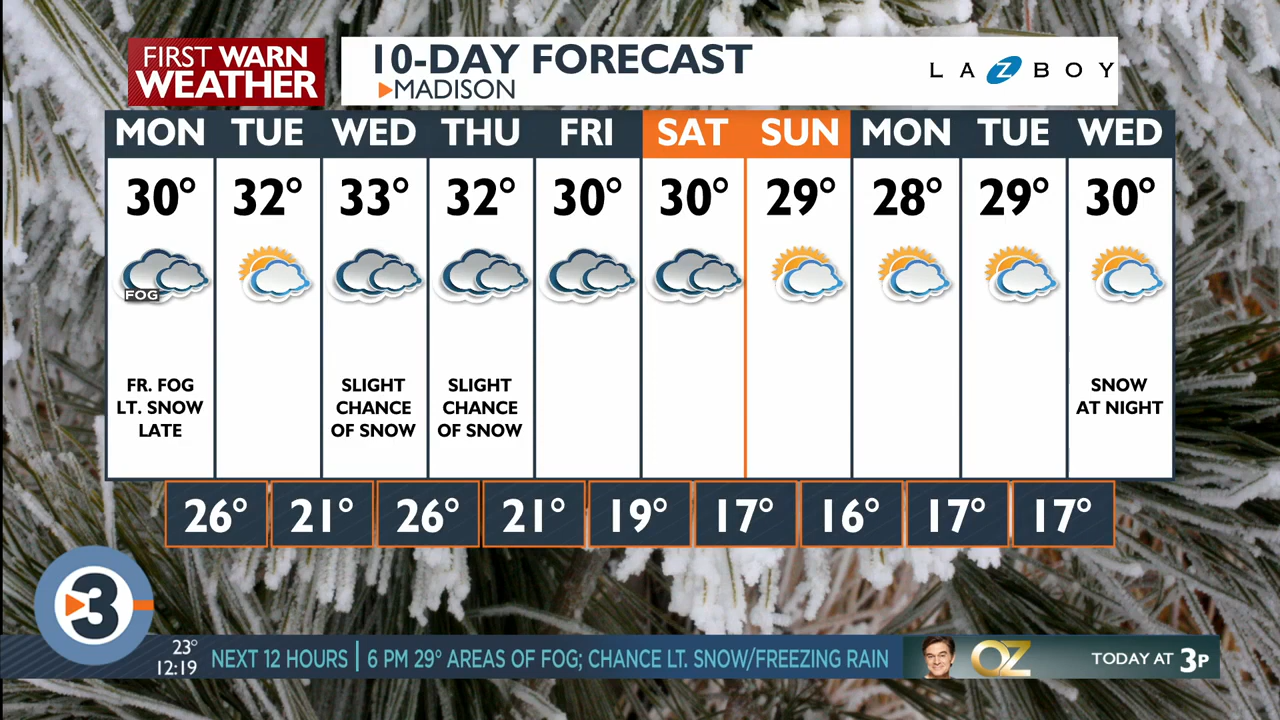 FIRST WARN
WEATHER
10-DAY FORECAST
MADISON
LA Z BOY
MON TUE WED THU FRI SAT SUN MON TUE WED
30° 32° 33° 32° 30° 30° 29° 28° 29° 30°
FOG
FR. FOG
LT. SNOW
LATE
SLIGHT
CHANCE
OF SNOW
SLIGHT
CHANCE
OF SNOW
SNOW
AT NIGHT
26° 21° 26° 21° 19° 17° 16° 17° 17°
3
23°
12:19
NEXT 12 HOURS | 6 PM 29° AREAS OF FOG; CHANCE LT. SNOW/FREEZING RAIN
OZ
TODAY AT 3P